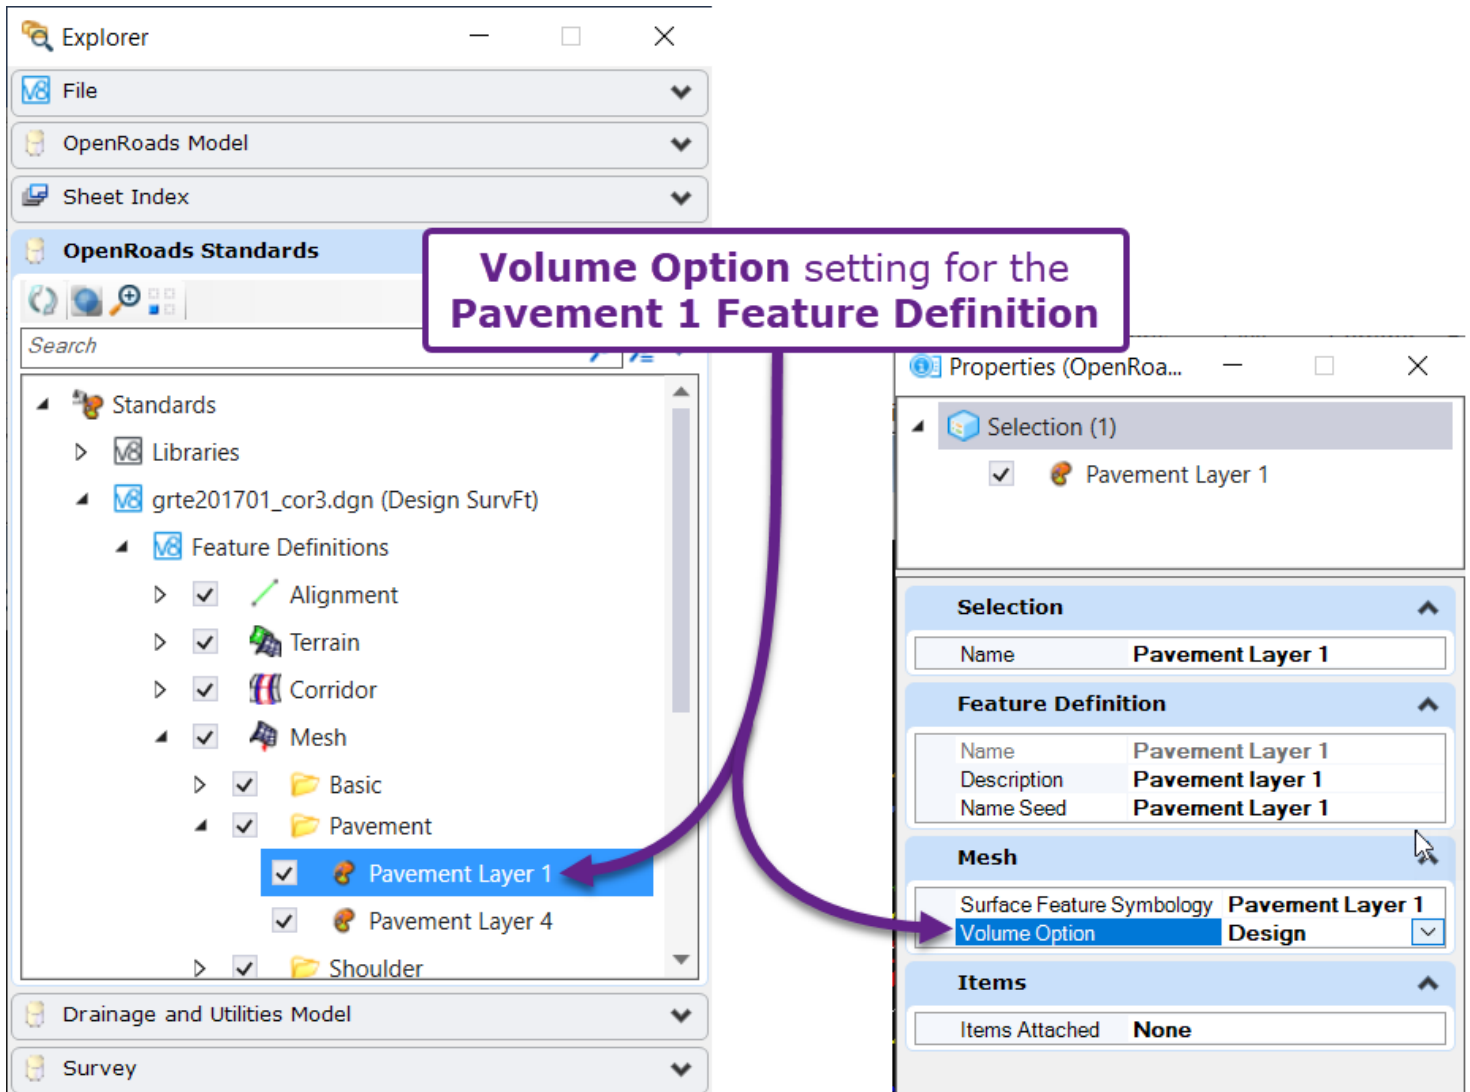 Explorer
File
OpenRoads Model
Sheet Index
OpenRoads Standards
Volume Option setting for the
Pavement 1 Feature Definition
Search
Standards
Libraries
grte201701_cor3.dgn (Design SurvFt)
Feature Definitions
Alignment
Terrain
Corridor
Mesh
Basic
Pavement
Pavement Layer 1
Pavement Layer 4
Shoulder
Drainage and Utilities Model
Survey
Properties (OpenRoa...
Selection (1)
Pavement Layer 1
Selection
Name Pavement Layer 1
Feature Definition
Name Pavement Layer 1
Description Pavement layer 1
Name Seed Pavement Layer 1
Mesh
Surface Feature Symbology Pavement Layer 1
Volume Option Design
Items
Items Attached None